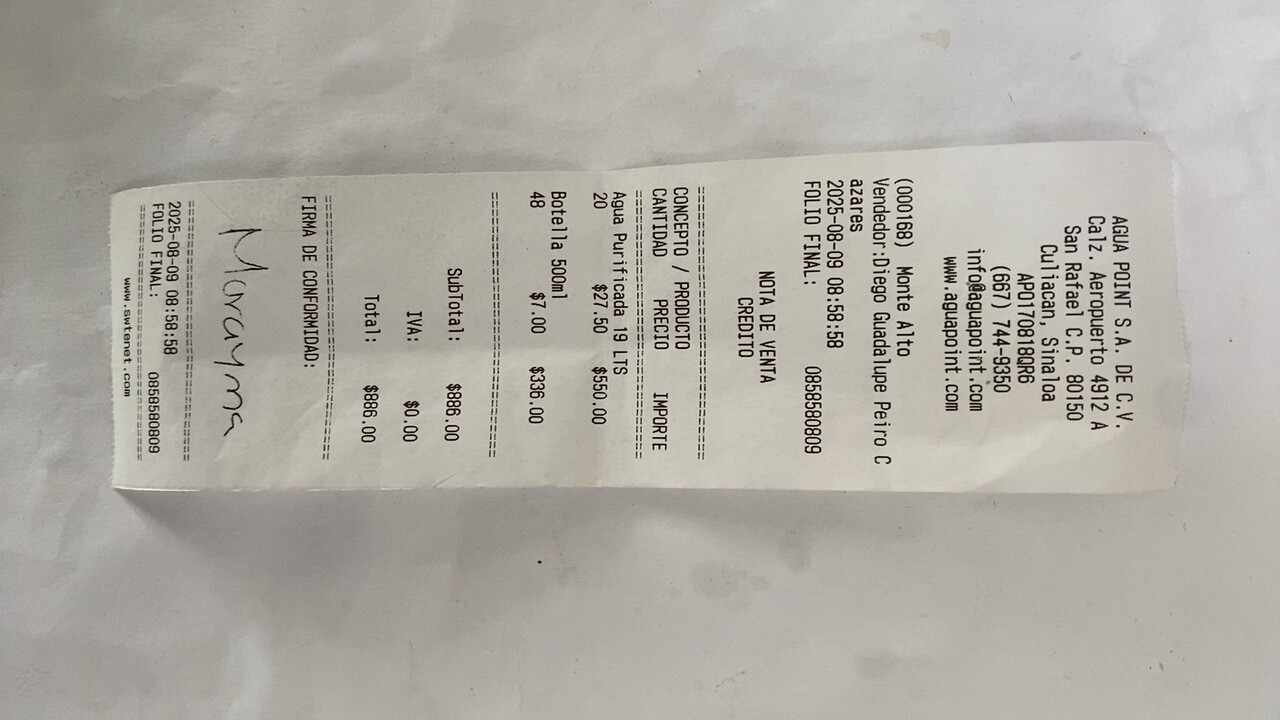 AGUA POINT S.A. DE C.V.
Calz. Aeropuerto 4912 A
San Rafael C.P. 80150
Culiacan, Sinaloa
APO170818QR6
(667) 744-9350
info@aguapoint.com
www.aguapoint.com
(000168) Monte Alto
Vendedor:Diego Guadalupe Peiro C
azares
2025-08-09 08:58:58
FOLIO FINAL: 0858580809
NOTA DE VENTA
CREDITO
================================
CONCEPTO / PRODUCTO
CANTIDAD PRECIO IMPORTE
================================
Agua Purificada 19 LTS
20 $27.50 $550.00
Botella 500ml
48 $7.00 $336.00
================================
SubTotal: $886.00
IVA: $0.00
Total: $886.00
================================
FIRMA DE CONFORMIDAD:
Morayma
================================
2025-08-09 08:58:58
FOLIO FINAL: 0858580809
================================
www.swtenet.com